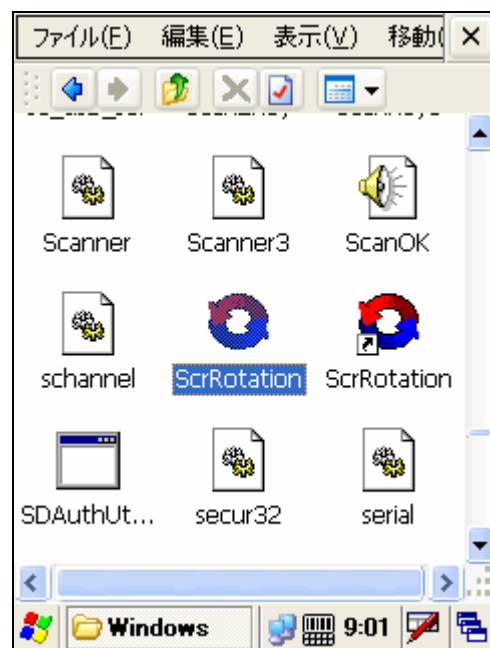 ファイル(F) 編集(E) 表示(V) 移動(
Scanner Scanner3 ScanOK
schannel ScrRotation ScrRotation
SDAuthUt... secur32 serial
Windows 9:01